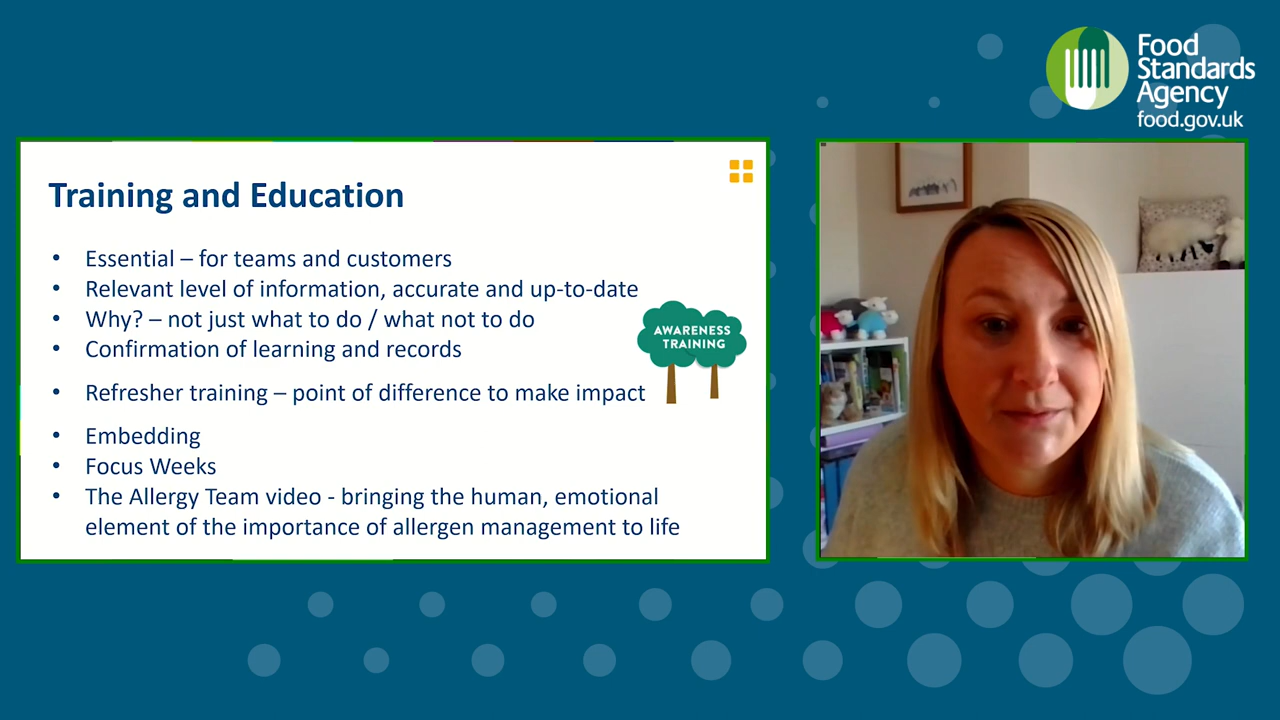 Food
Standards
Agency
food.gov.uk
Training and Education
• Essential – for teams and customers
• Relevant level of information, accurate and up-to-date
• Why? – not just what to do / what not to do
• Confirmation of learning and records
• Refresher training – point of difference to make impact
• Embedding
• Focus Weeks
• The Allergy Team video - bringing the human, emotional
element of the importance of allergen management to life
AWARENESS
TRAINING